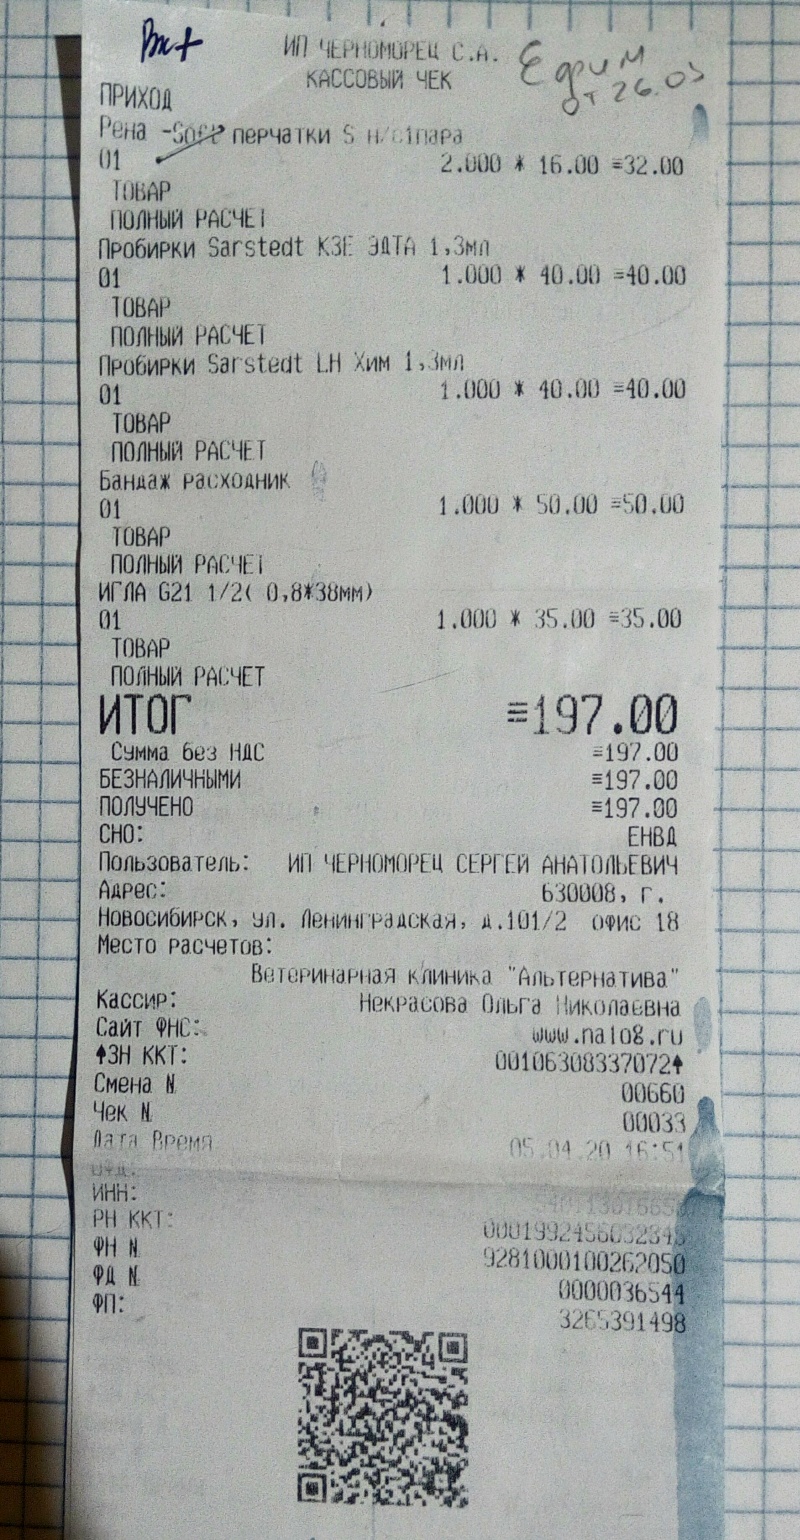 Вк+
ИП ЧЕРНОМОРЕЦ С.А.
Ефрим
от 26.03
КАССОВЫЙ ЧЕК
ПРИХОД
Рена -Soft перчатки S н/с1пара
01 2.000 * 16.00 =32.00
ТОВАР
ПОЛНЫЙ РАСЧЕТ
Пробирки Sarstedt КЗЕ ЭДТА 1,3мл
01 1.000 * 40.00 =40.00
ТОВАР
ПОЛНЫЙ РАСЧЕТ
Пробирки Sarstedt LH Хим 1,3мл
01 1.000 * 40.00 =40.00
ТОВАР
ПОЛНЫЙ РАСЧЕТ
Бандаж расходник
01 1.000 * 50.00 =50.00
ТОВАР
ПОЛНЫЙ РАСЧЕТ
ИГЛА G21 1/2( 0,8*38мм)
01 1.000 * 35.00 =35.00
ТОВАР
ПОЛНЫЙ РАСЧЕТ
ИТОГ =197.00
Сумма без НДС =197.00
БЕЗНАЛИЧНЫМИ =197.00
ПОЛУЧЕНО =197.00
СНО: ЕНВД
Пользователь: ИП ЧЕРНОМОРЕЦ СЕРГЕЙ АНАТОЛЬЕВИЧ
Адрес: 630008, г.
Новосибирск, ул. Ленинградская, д.101/2 офис 18
Место расчетов:
Ветеринарная клиника "Альтернатива"
Кассир: Некрасова Ольга Николаевна
Сайт ФНС: www.nalog.ru
↑ЗН ККТ: 00106308337072↑
Смена N 00660
Чек N 00033
Дата Время 05.04.20 16:51
ИНН:
РН ККТ:
ФН N 9281000100262050
ФД N 0000036544
ФП: 3265391498